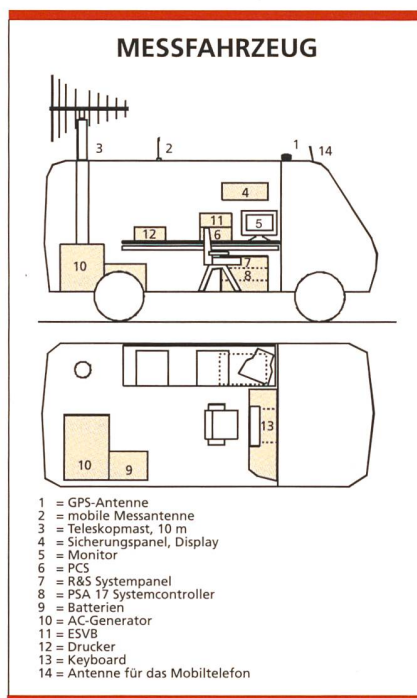 MESSFAHRZEUG
1
14
3
2
4
11
5
12
6
7
10
8
13
10
9
1 = GPS-Antenne
2 = mobile Messantenne
3 = Teleskopmast, 10 m
4 = Sicherungspanel, Display
5 = Monitor
6 = PCS
7 = R&S Systempanel
8 = PSA 17 Systemcontroller
9 = Batterien
10 = AC-Generator
11 = ESVB
12 = Drucker
13 = Keyboard
14 = Antenne für das Mobiltelefon